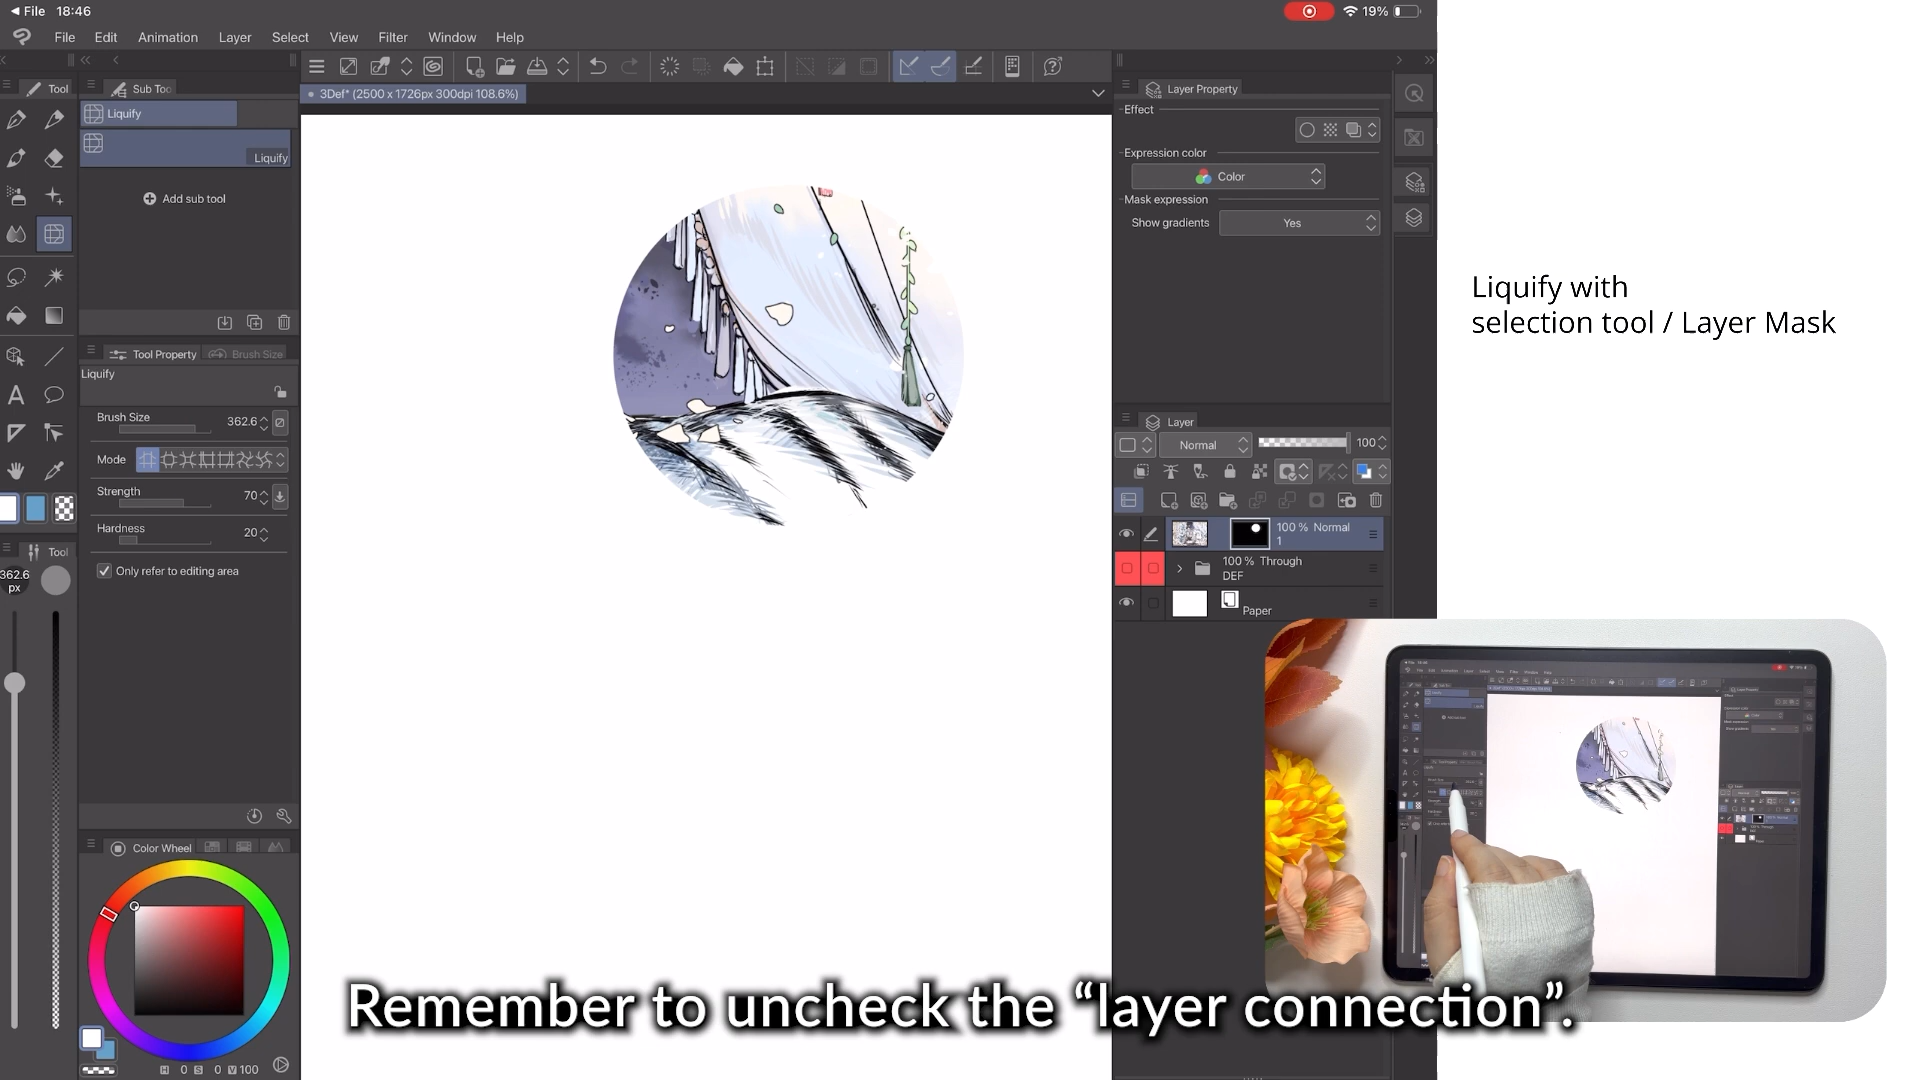 File 18:46
19%
File Edit Animation Layer Select View Filter Window Help
Tool
Sub Too
3Def* (2500 x 1726px 300dpi 108.6%)
Layer Property
Liquify
Liquify
Add sub tool
Effect
Expression color
Color
Mask expression
Show gradients Yes
Liquify with
selection tool / Layer Mask
Tool Property Brush Size
Liquify
Brush Size 362.6
Mode
Strength 70
Hardness 20
Only refer to editing area
Tool
362.6
px
Layer
Normal 100
100 % Normal
1
100 % Through
DEF
Paper
Color Wheel
H 0 S 0 V 100
Remember to uncheck the “layer connection”.